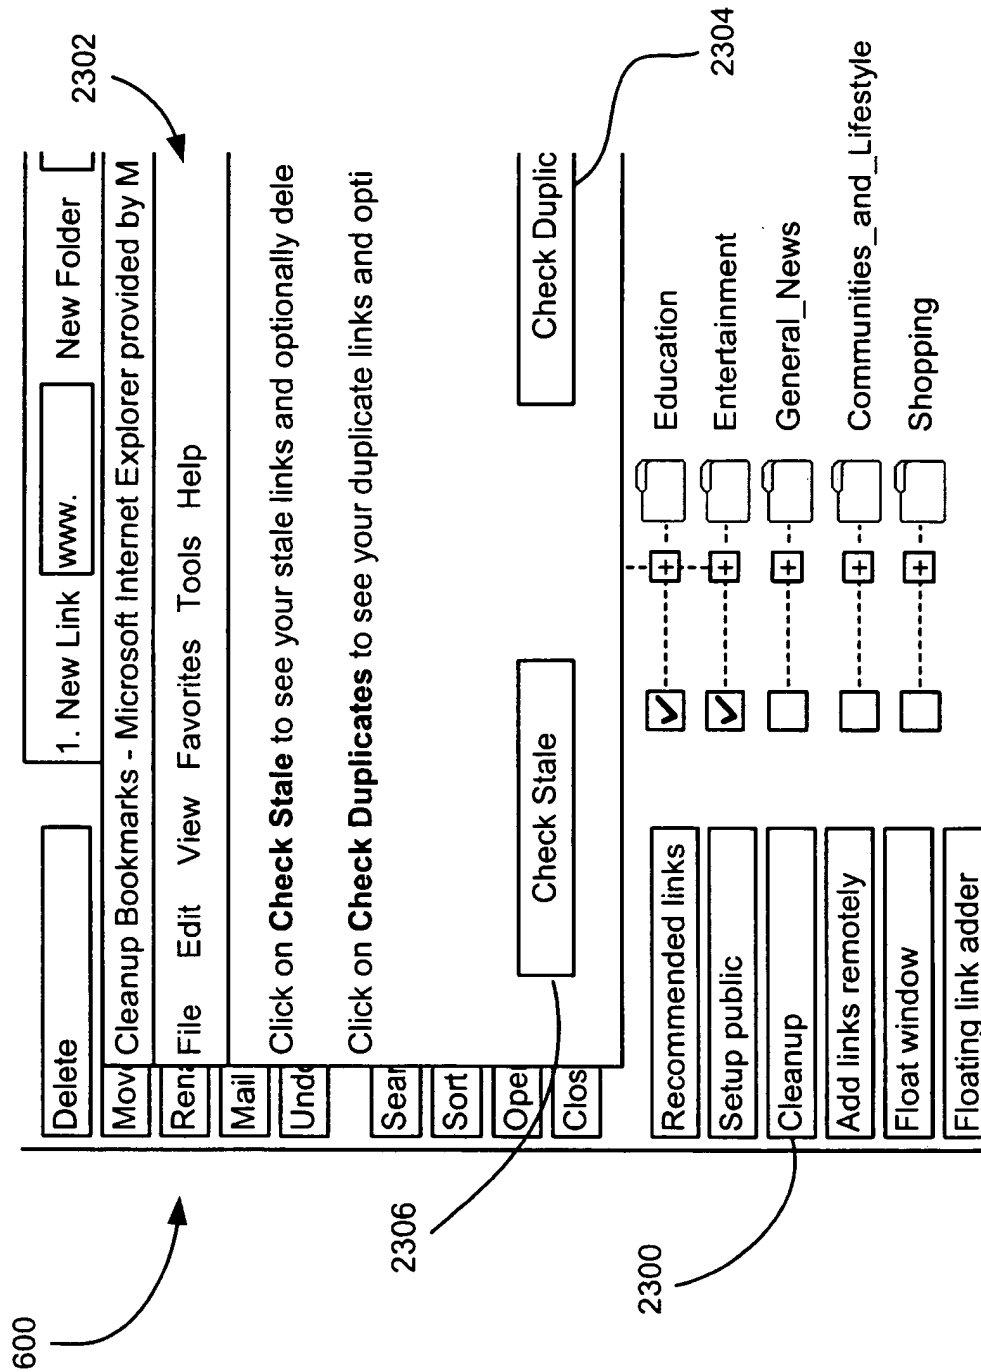 600
2302
Delete
1. New Link
www.
New Folder
Mov
Cleanup Bookmarks - Microsoft Internet Explorer provided by M
Rena
File Edit View Favorites Tools Help
Mail
Undo
Click on Check Stale to see your stale links and optionally dele
Click on Check Duplicates to see your duplicate links and opti
Sear
Sort
Ope
Clos
Check Stale
Check Duplic
2306
2304
Recommended links
Education
Setup public
Entertainment
Cleanup
General_News
2300
Add links remotely
Communities_and_Lifestyle
Float window
Shopping
Floating link adder